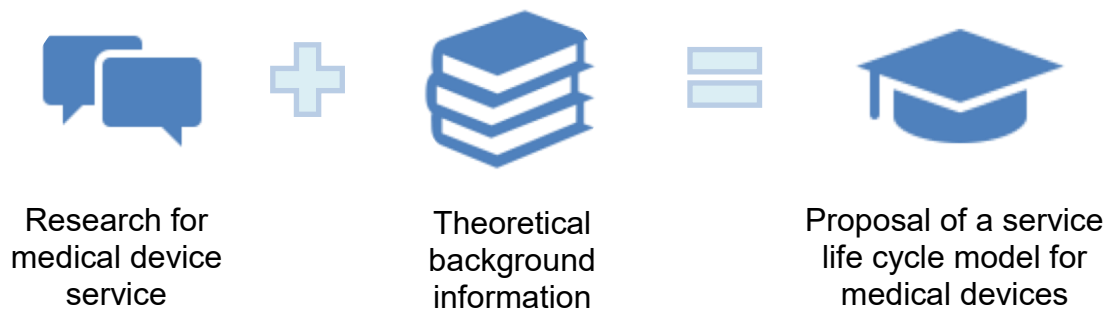 Research for
medical device
service
Theoretical
background
information
Proposal of a service
life cycle model for
medical devices